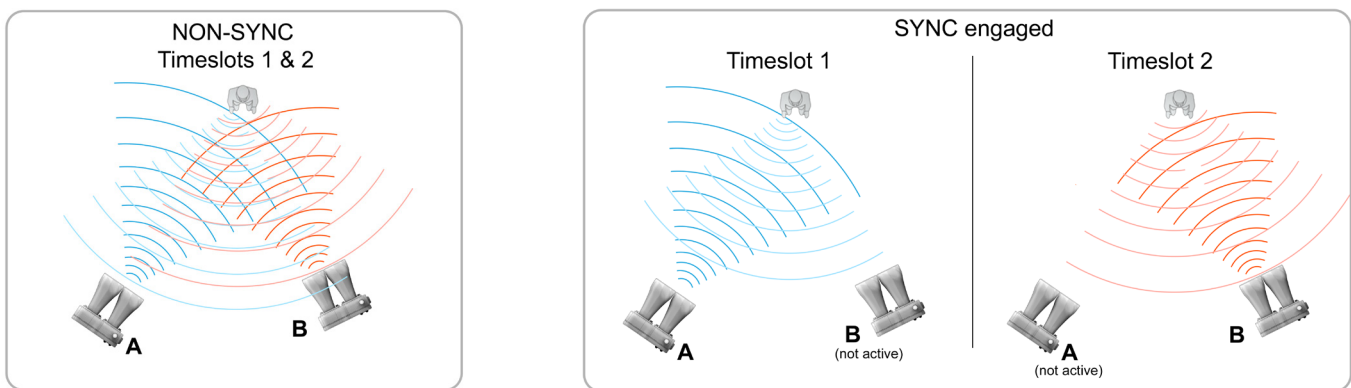 NON-SYNC
Timeslots 1 & 2
A
B
SYNC engaged
Timeslot 1
A
B
(not active)
Timeslot 2
A
(not active)
B